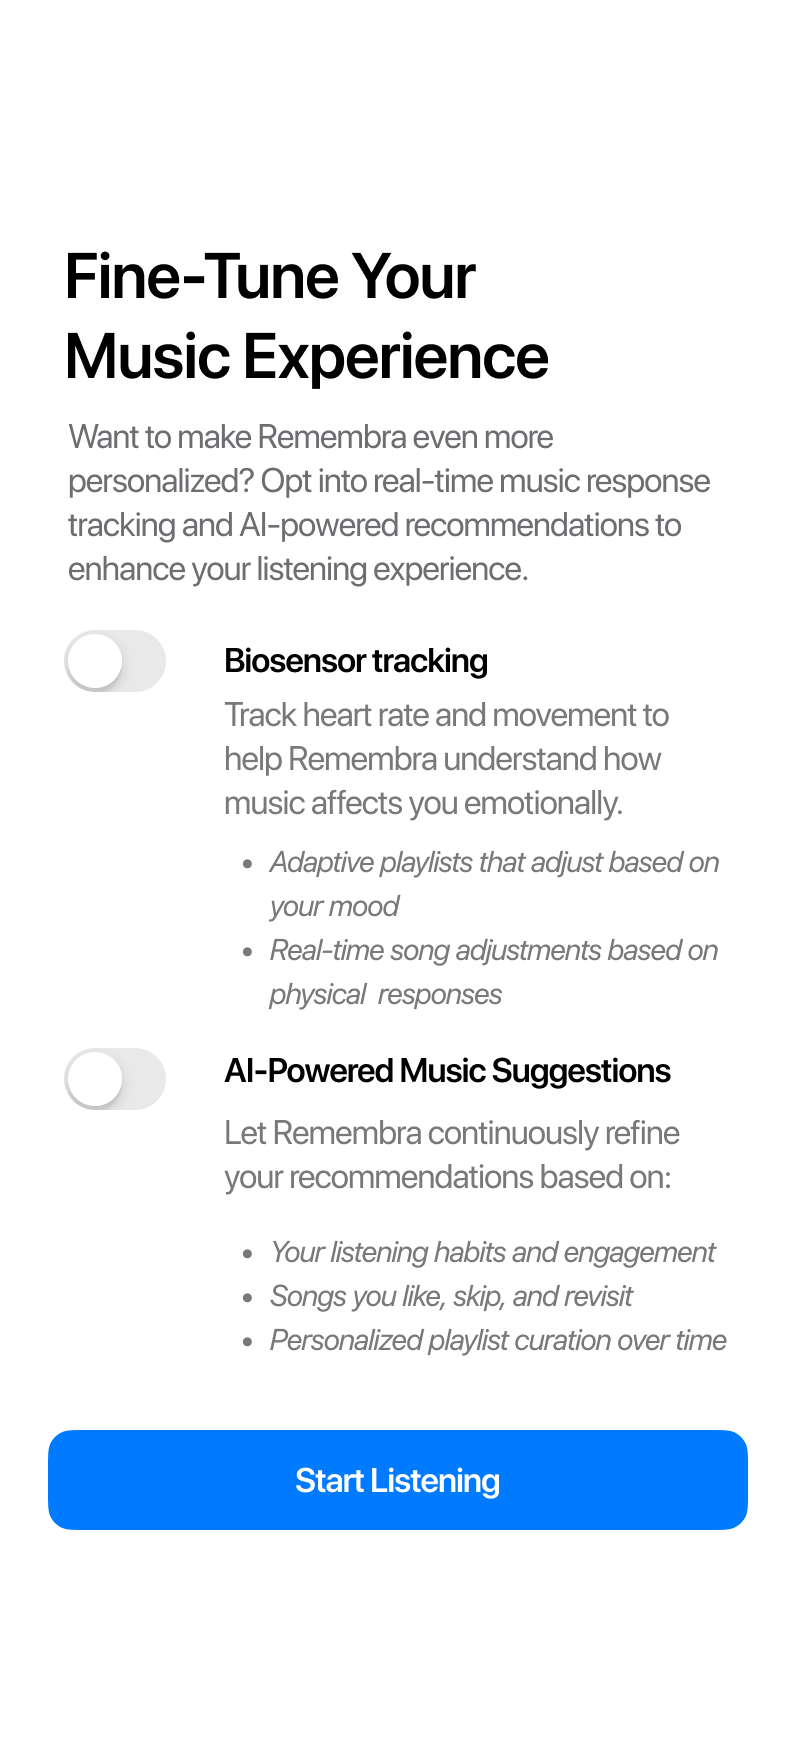 Fine-Tune Your
Music Experience
Want to make Remembra even more
personalized? Opt into real-time music response
tracking and AI-powered recommendations to
enhance your listening experience.
Biosensor tracking
Track heart rate and movement to
help Remembra understand how
music affects you emotionally.
• Adaptive playlists that adjust based on
your mood
• Real-time song adjustments based on
physical  responses
AI-Powered Music Suggestions
Let Remembra continuously refine
your recommendations based on:
• Your listening habits and engagement
• Songs you like, skip, and revisit
• Personalized playlist curation over time
Start Listening